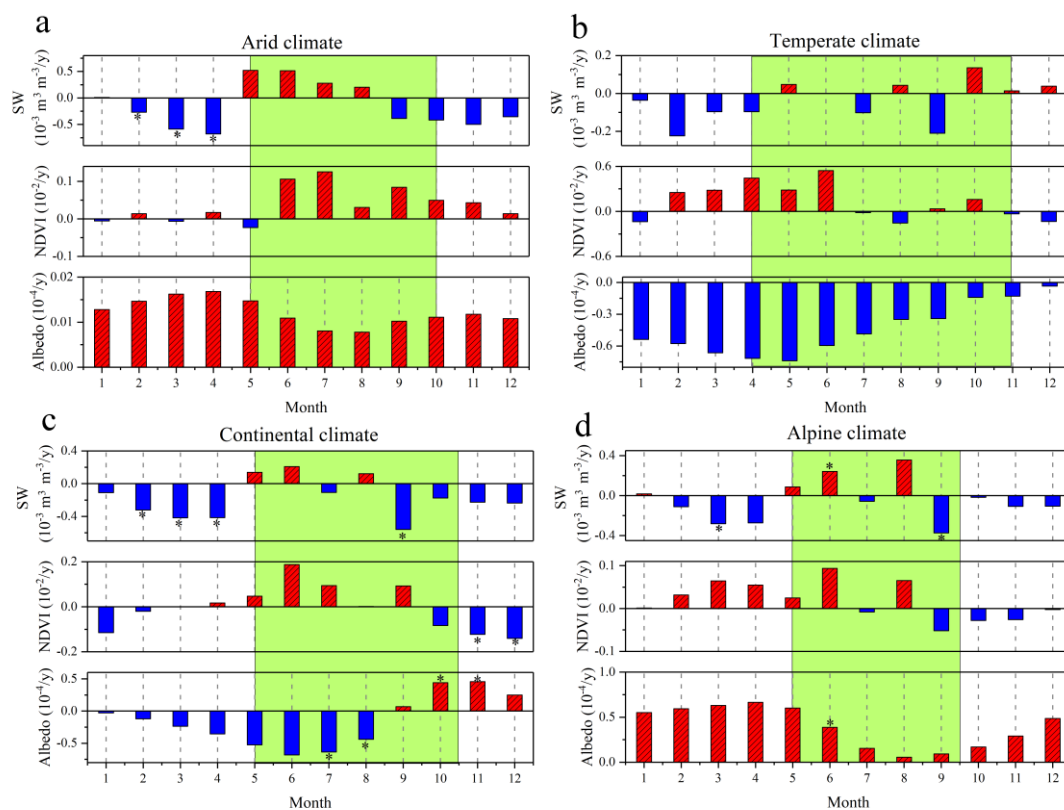 a
Arid climate
SW
(10⁻³ m³ m⁻³/y)
0.5
0.0
-0.5
*
*
*
NDVI (10⁻²/y)
0.1
0.0
-0.1
Albedo (10⁻⁴/y)
0.02
0.01
0.00
1 2 3 4 5 6 7 8 9 10 11 12
Month
b
Temperate climate
SW
(10⁻³ m³ m⁻³/y)
0.2
0.0
-0.2
NDVI (10⁻²/y)
0.6
0.0
-0.6
Albedo (10⁻⁴/y)
0.0
-0.3
-0.6
1 2 3 4 5 6 7 8 9 10 11 12
Month
c
Continental climate
SW
(10⁻³ m³ m⁻³/y)
0.4
0.0
-0.4
*
*
*
*
NDVI (10⁻²/y)
0.2
0.0
-0.2
*
*
Albedo (10⁻⁴/y)
0.5
0.0
-0.5
*
*
*
*
1 2 3 4 5 6 7 8 9 10 11 12
Month
d
Alpine climate
SW
(10⁻³ m³ m⁻³/y)
0.4
0.0
-0.4
*
*
*
NDVI (10⁻²/y)
0.1
0.0
-0.1
Albedo (10⁻⁴/y)
1.0
0.5
0.0
*
1 2 3 4 5 6 7 8 9 10 11 12
Month